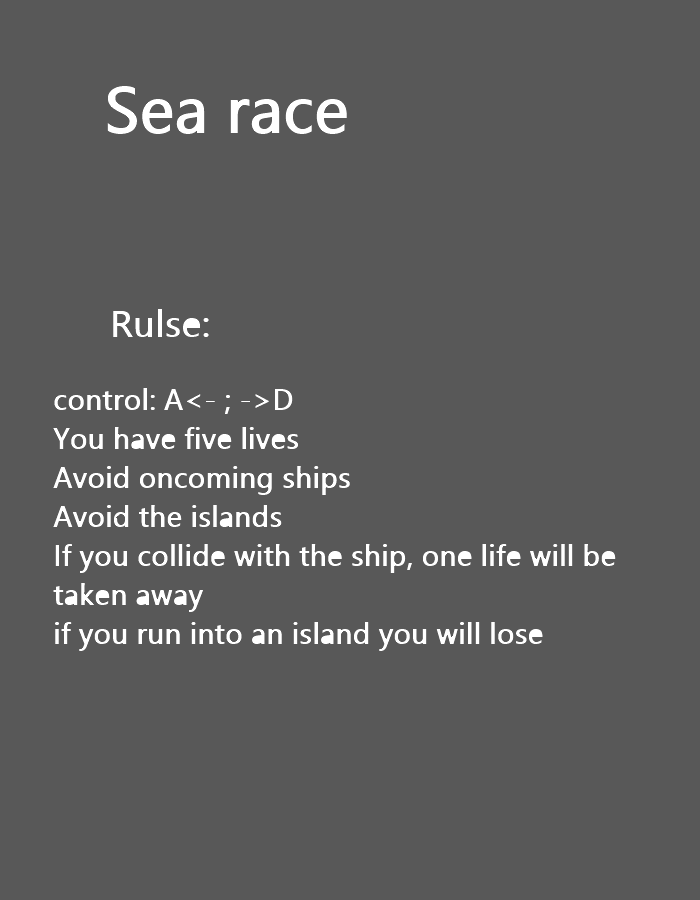 Sea race
Rulse:
control: A<- ; ->D
You have five lives
Avoid oncoming ships
Avoid the islands
If you collide with the ship, one life will be
taken away
if you run into an island you will lose